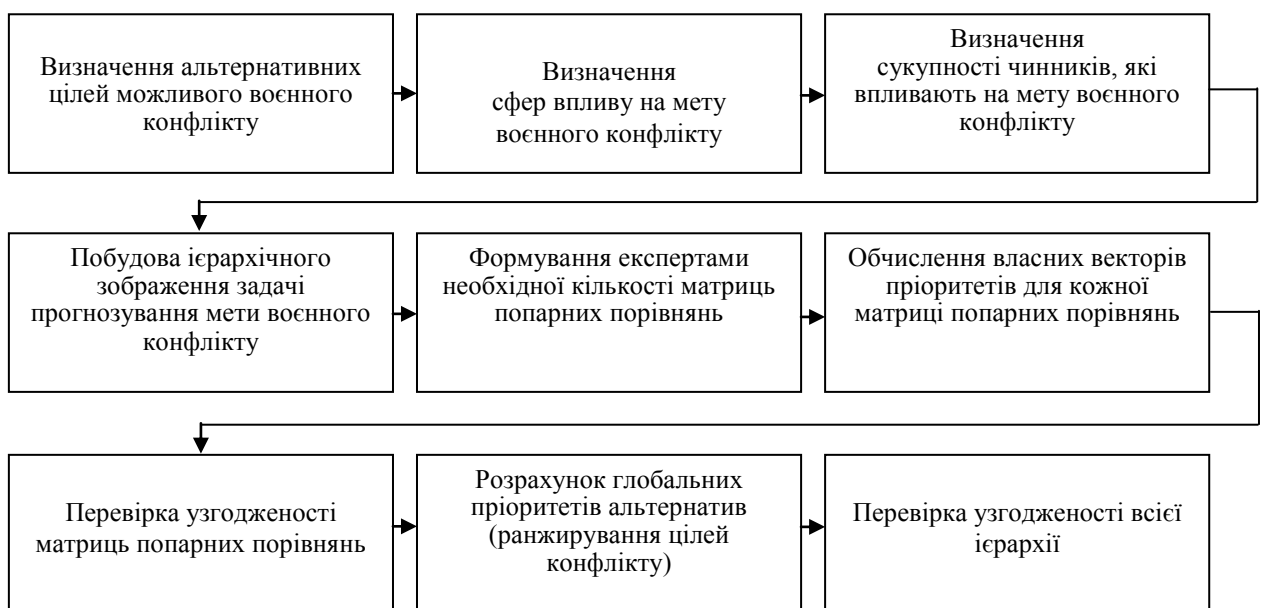 Визначення альтернативних
цілей можливого воєнного
конфлікту
Визначення
сфер впливу на мету
воєнного конфлікту
Визначення
сукупності чинників, які
впливають на мету воєнного
конфлікту
Побудова ієрархічного
зображення задачі
прогнозування мети воєнного
конфлікту
Формування експертами
необхідної кількості матриць
попарних порівнянь
Обчислення власних векторів
пріоритетів для кожної
матриці попарних порівнянь
Перевірка узгодженості
матриць попарних порівнянь
Розрахунок глобальних
пріоритетів альтернатив
(ранжирування цілей
конфлікту)
Перевірка узгодженості всієї
ієрархії